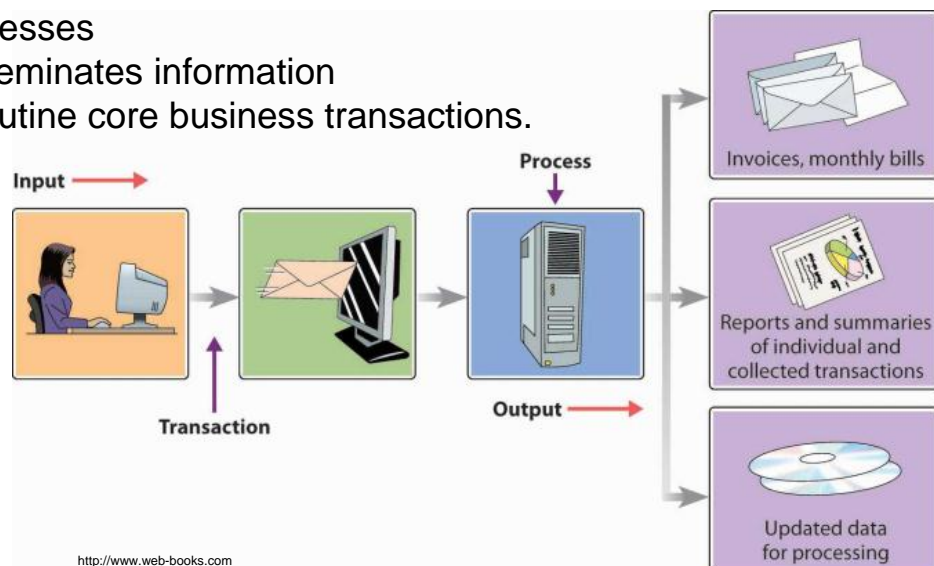 esses
eminates information
utine core business transactions.
Input
Process
Transaction
Output
Invoices, monthly bills
Reports and summaries
of individual and
collected transactions
Updated data
for processing
http://www.web-books.com